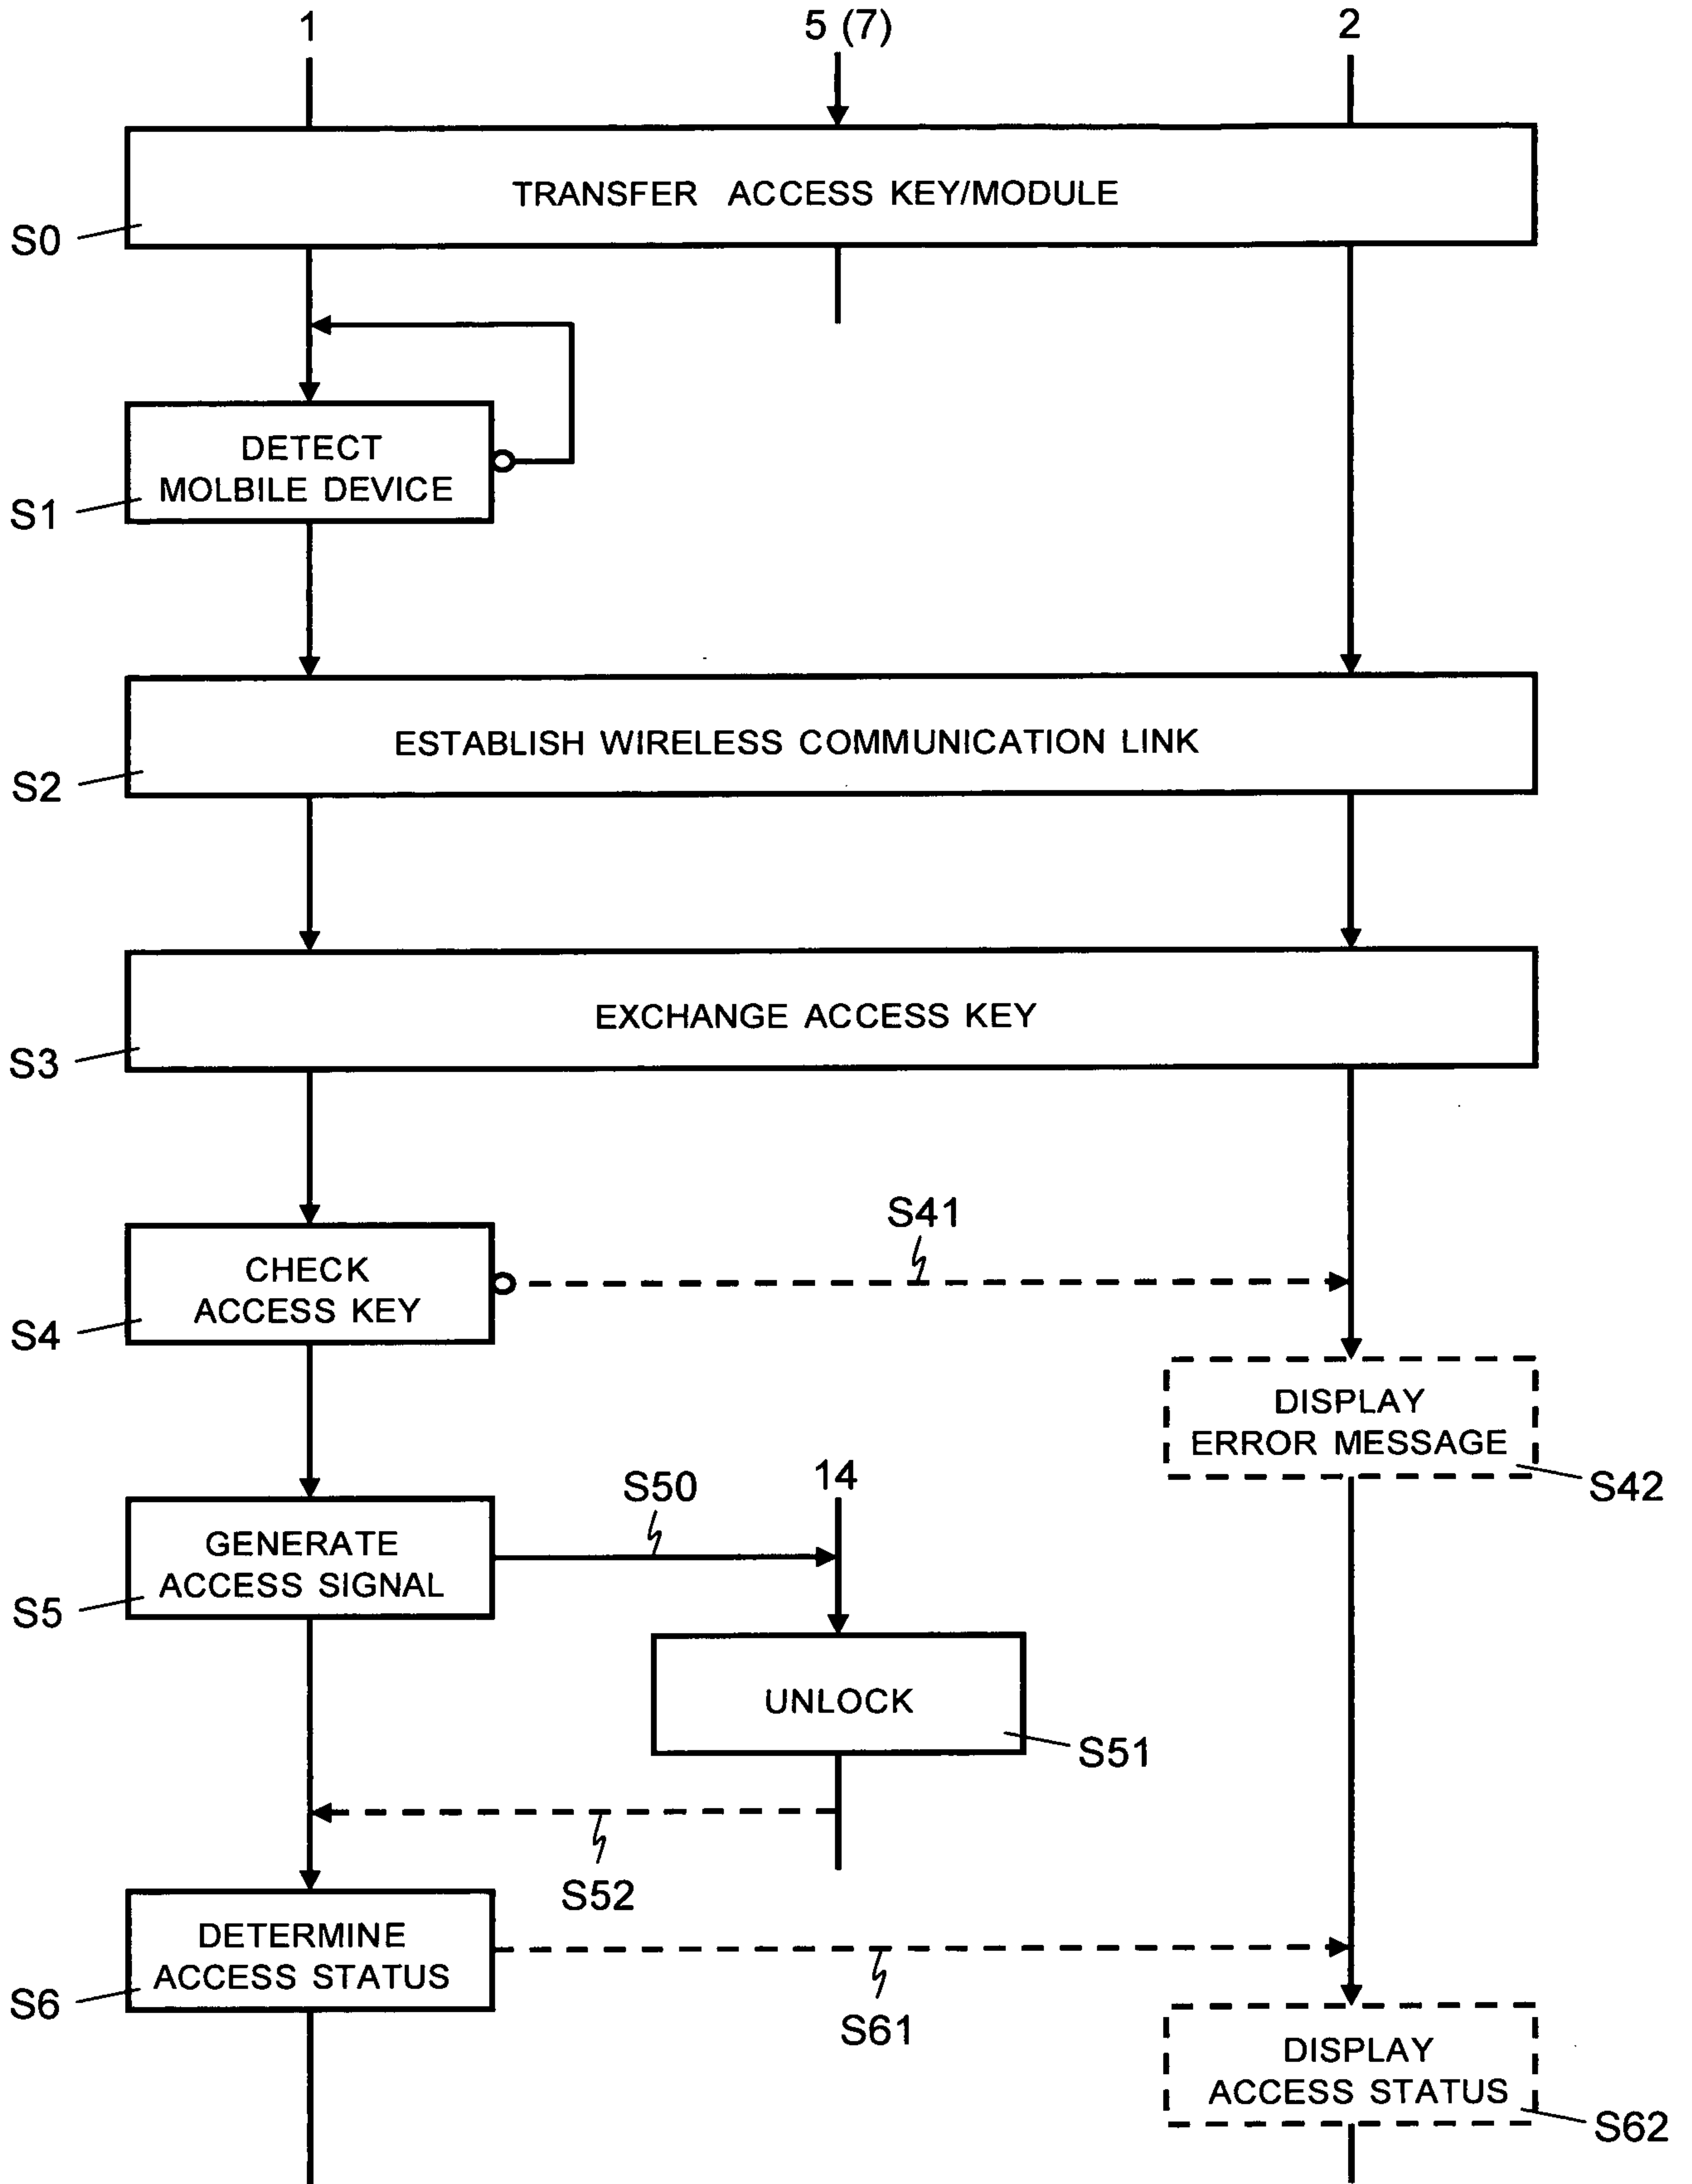 1
5 (7)
2
TRANSFER ACCESS KEY/MODULE
S0
DETECT
MOLBILE DEVICE
S1
ESTABLISH WIRELESS COMMUNICATION LINK
S2
EXCHANGE ACCESS KEY
S3
S41
CHECK
ACCESS KEY
S4
DISPLAY
ERROR MESSAGE
S42
S50
14
GENERATE
ACCESS SIGNAL
S5
UNLOCK
S51
S52
DETERMINE
ACCESS STATUS
S6
S61
DISPLAY
ACCESS STATUS
S62